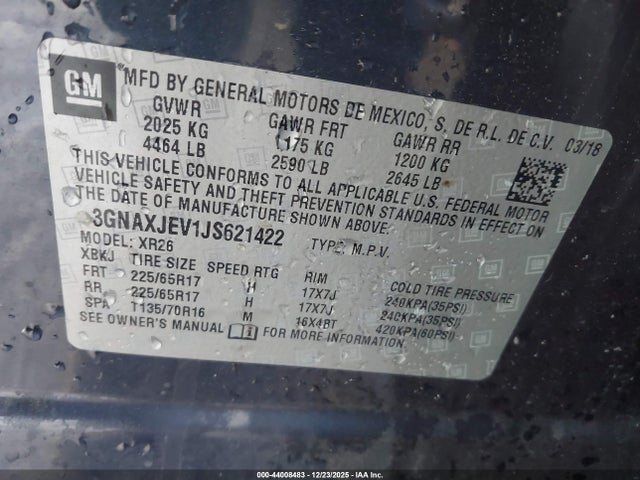 GM
MFD BY GENERAL MOTORS DE MEXICO, S. DE R.L. DE C.V. 03/18
GVWR GAWR FRT GAWR RR
2025 KG 1175 KG 1200 KG
4464 LB 2590 LB 2645 LB
THIS VEHICLE CONFORMS TO ALL APPLICABLE U.S. FEDERAL MOTOR
VEHICLE SAFETY AND THEFT PREVENTION STANDARDS IN EFFECT ON
THE DATE OF MANUFACTURE SHOWN ABOVE.
3GNAXJEV1JS621422 TYPE: M.P.V.
MODEL: XR26
XBKJ TIRE SIZE SPEED RTG RIM COLD TIRE PRESSURE
FRT 225/65R17 H 17X7J 240KPA(35PSI)
RR 225/65R17 H 17X7J 240KPA(35PSI)
SPA T135/70R16 M 16X4BT 420KPA(60PSI)
SEE OWNER'S MANUAL FOR MORE INFORMATION
000-44008483 - 12/23/2025 - IAA Inc.